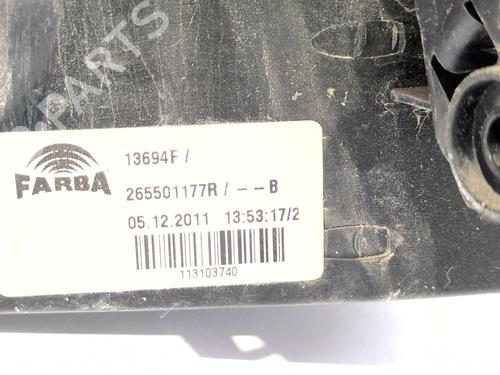 PARTS
FARBA
13694F /
265501177R / - - B
05.12.2011 13:53:17/2
113103740